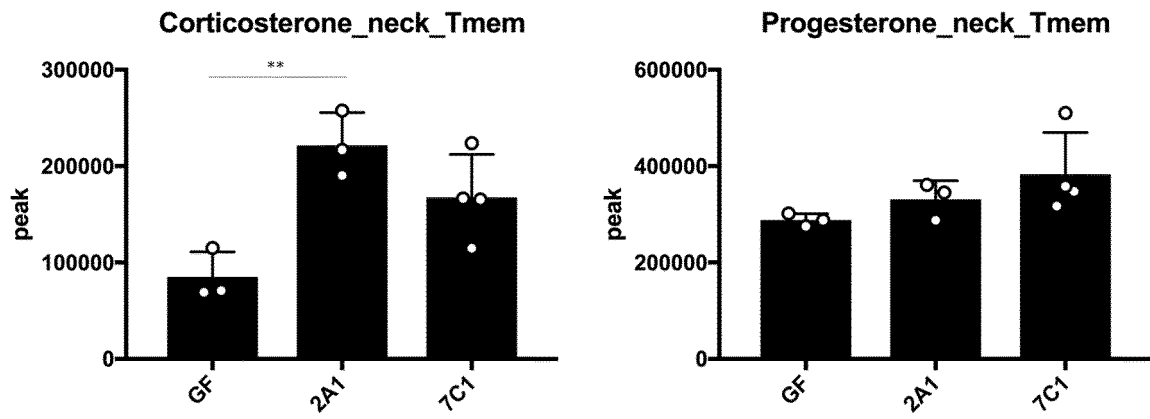 Corticosterone_neck_Tmem
300000
**
200000
100000
0
peak
GF
2A1
7C1
Progesterone_neck_Tmem
600000
400000
200000
0
peak
GF
2A1
7C1